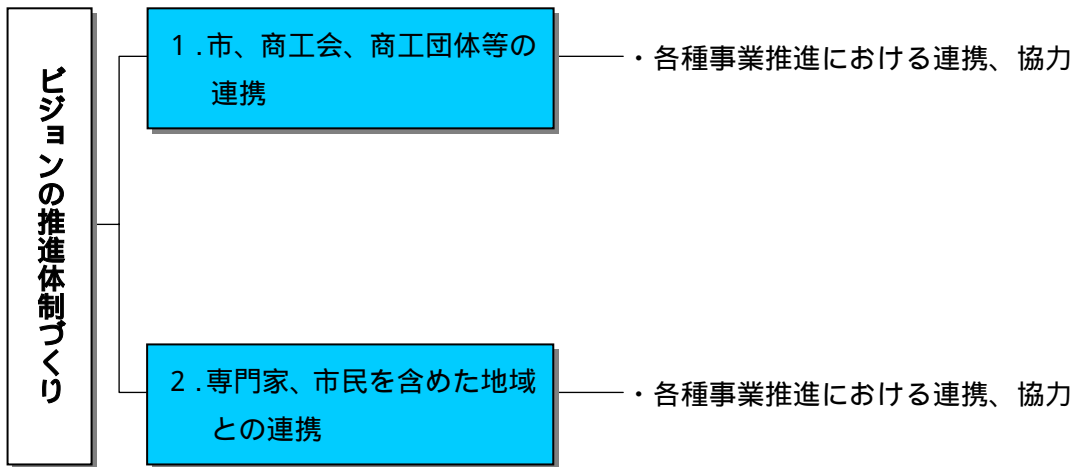 ビジョンの推進体制づくり
1.市、商工会、商工団体等の
連携
・各種事業推進における連携、協力
2.専門家、市民を含めた地域
との連携
・各種事業推進における連携、協力